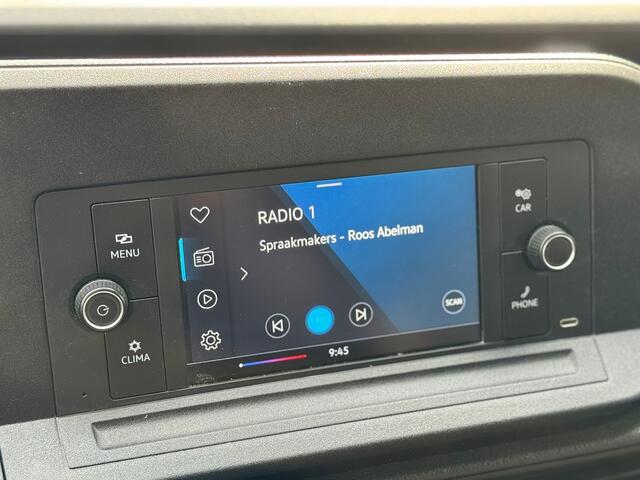 RADIO 1
Spraakmakers - Roos Abelman
MENU
CLIMA
CAR
PHONE
SCAN
9:45